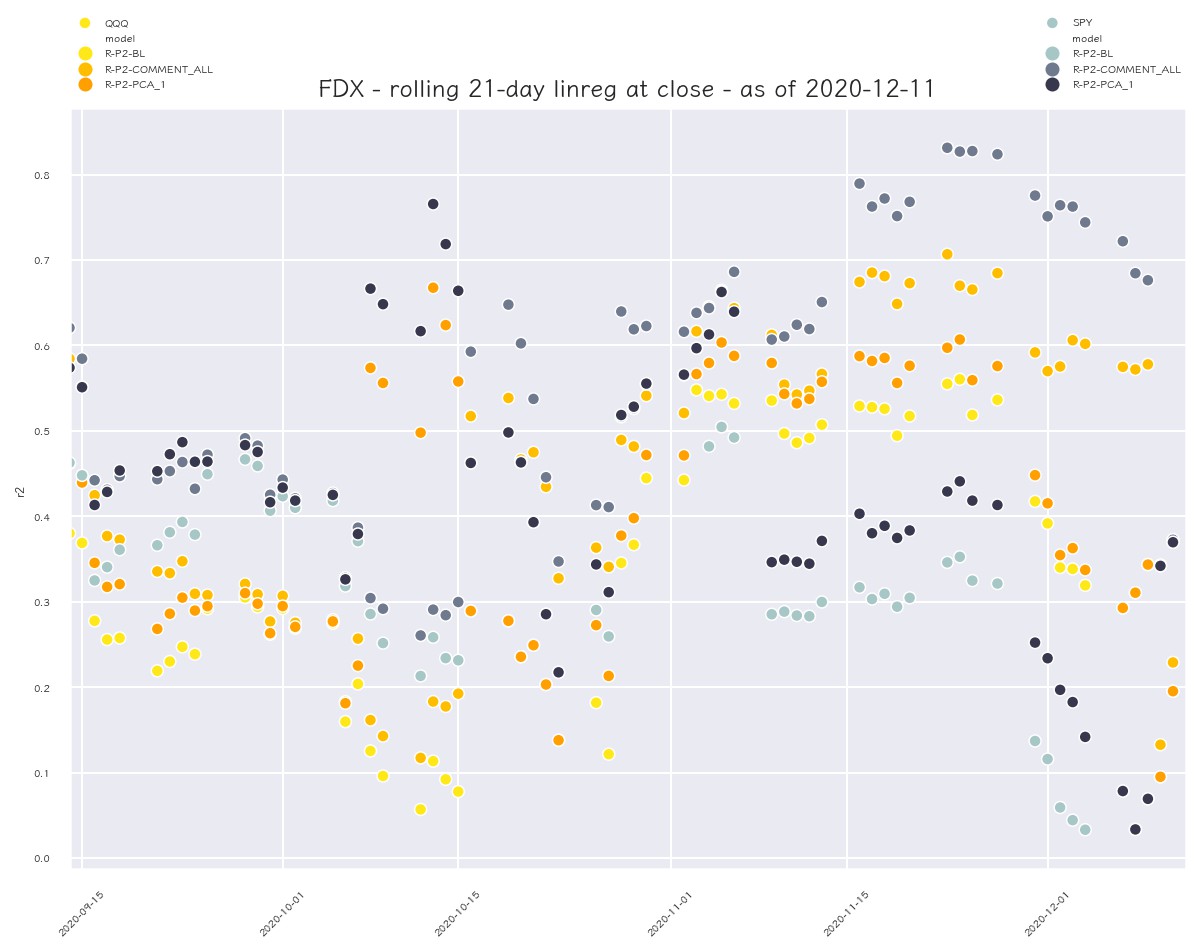 QQQ
model
R-P2-BL
R-P2-COMMENT_ALL
R-P2-PCA_1
SPY
model
R-P2-BL
R-P2-COMMENT_ALL
R-P2-PCA_1
FDX - rolling 21-day linreg at close - as of 2020-12-11
0.8
0.7
0.6
0.5
0.4
0.3
0.2
0.1
0.0
r2
2020-09-15
2020-10-01
2020-10-15
2020-11-01
2020-11-15
2020-12-01